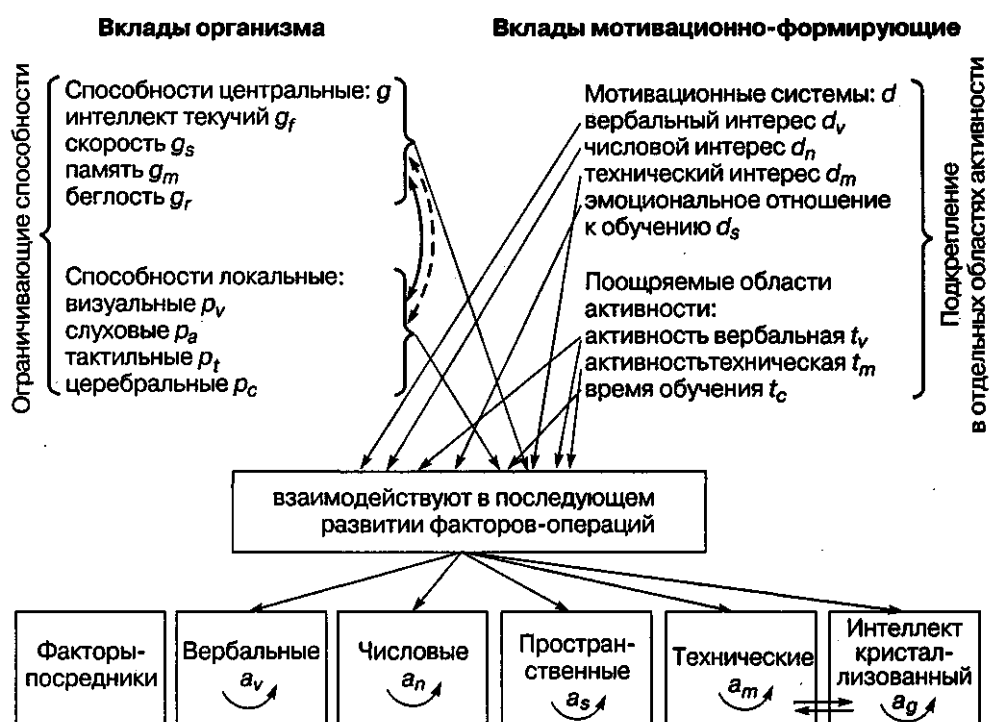 Вклады организма
Вклады мотивационно-формирующие
Ограничивающие способности
Способности центральные: g
интеллект текучий g_f
скорость g_s
память g_m
беглость g_r
Способности локальные:
визуальные p_v
слуховые p_a
тактильные p_t
церебральные p_c
Мотивационные системы: d
вербальный интерес d_v
числовой интерес d_n
технический интерес d_m
эмоциональное отношение
к обучению d_s
Поощряемые области
активности:
активность вербальная t_v
активностьтехническая t_m
время обучения t_c
Подкрепление
в отдельных областях активности
взаимодействуют в последующем
развитии факторов-операций
Факторы-
посредники
Вербальные
a_v
Числовые
a_n
Простран-
ственные
a_s
Технические
a_m
Интеллект
кристал-
лизованный
a_g